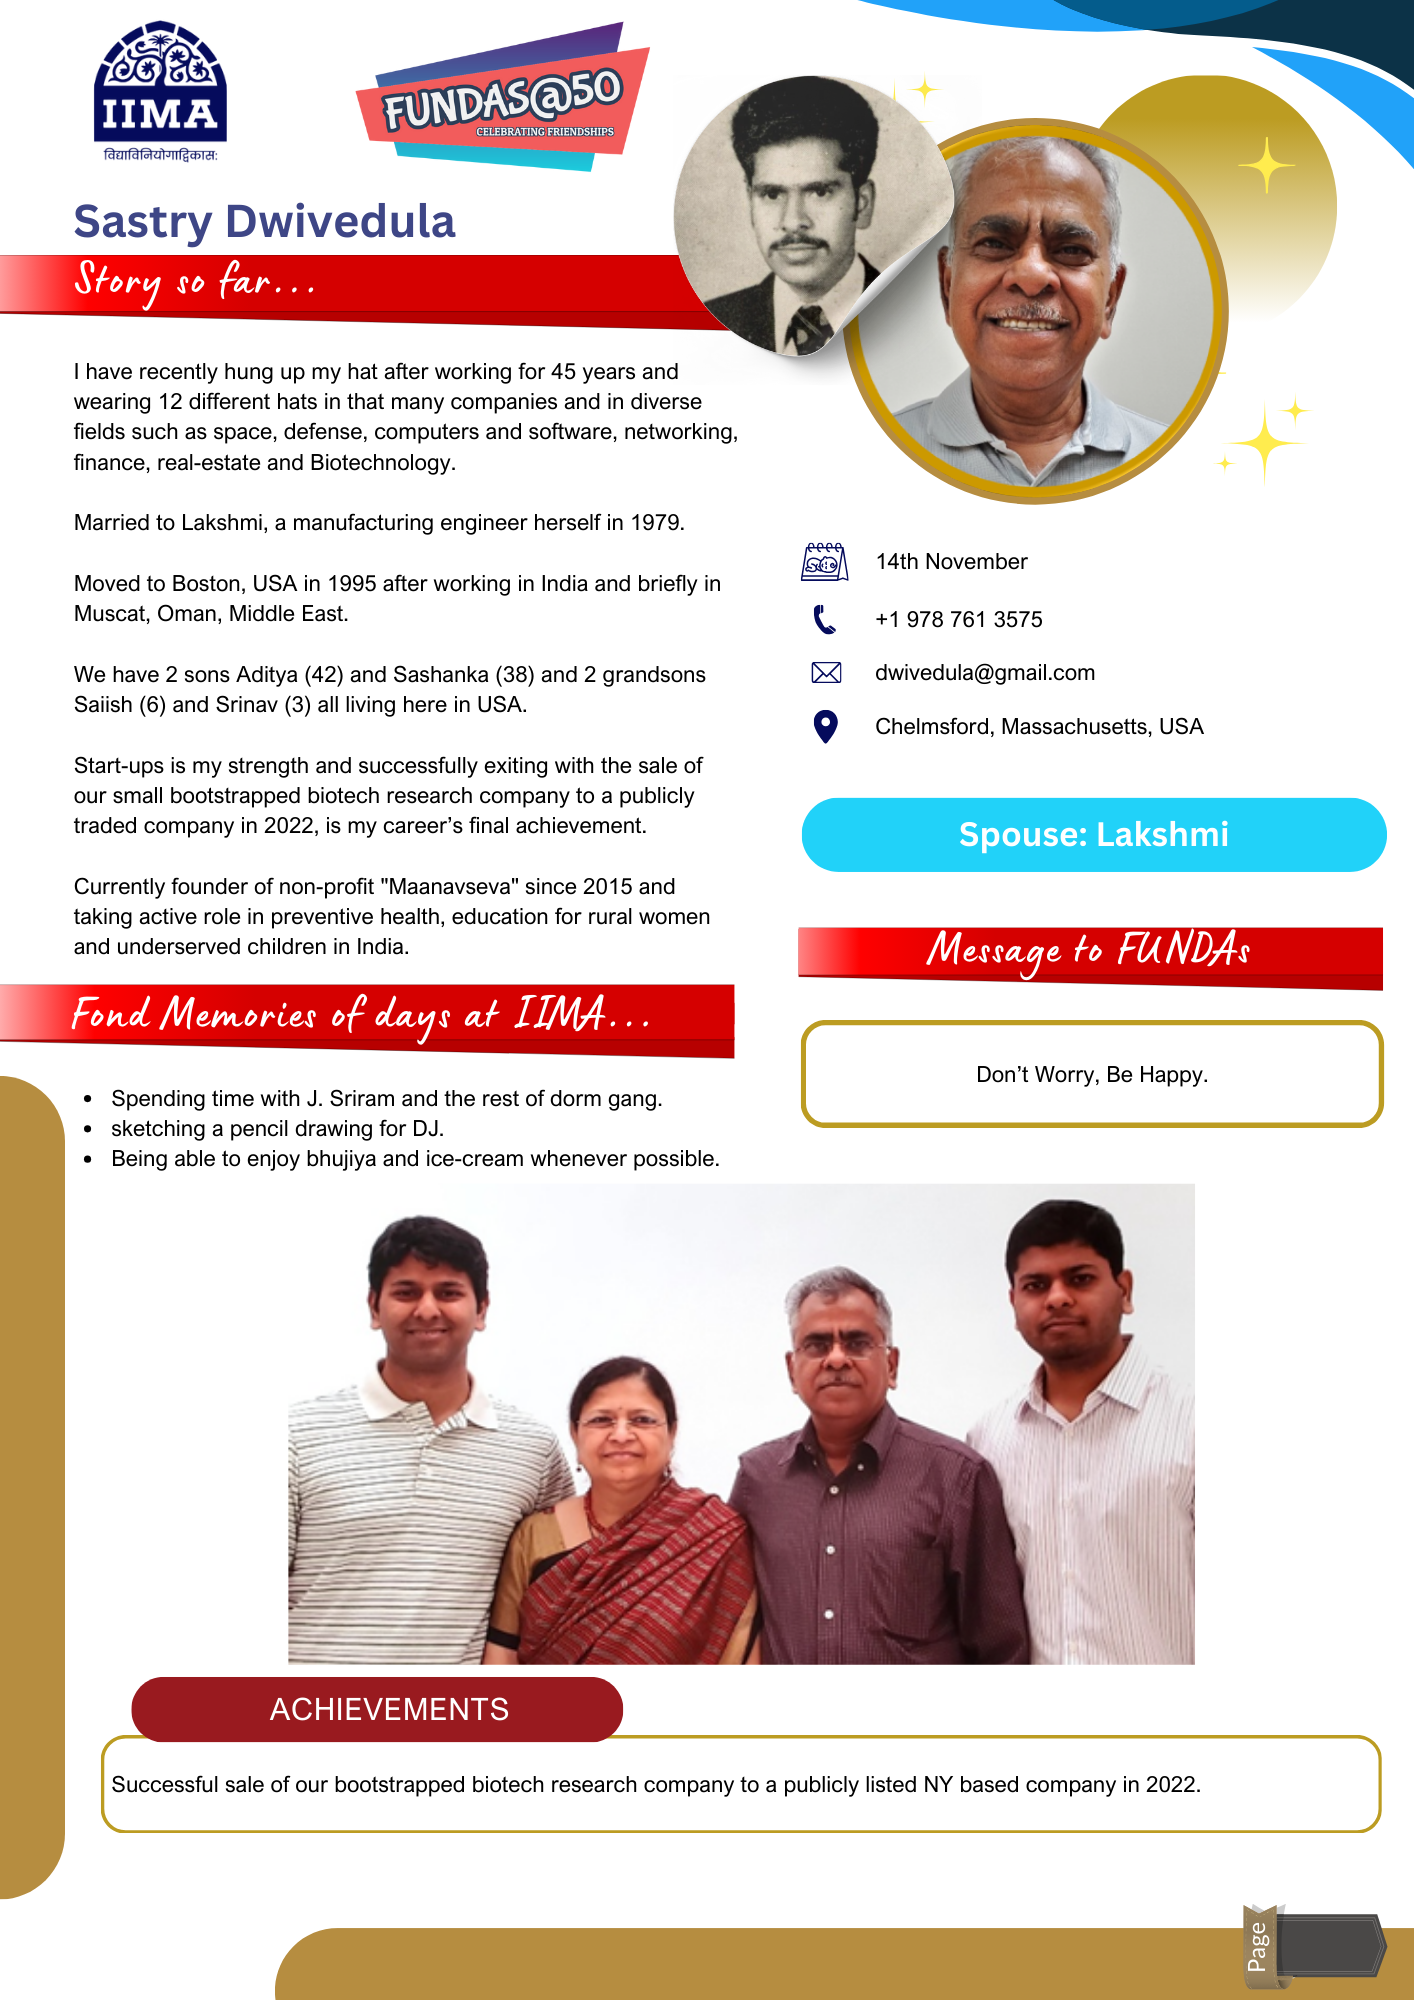 IIMA
विद्याविनियोगाद्विकास:
FUNDAS@50
CELEBRATING FRIENDSHIPS
Sastry Dwivedula
Story so far...
I have recently hung up my hat after working for 45 years and
wearing 12 different hats in that many companies and in diverse
fields such as space, defense, computers and software, networking,
finance, real-estate and Biotechnology.
Married to Lakshmi, a manufacturing engineer herself in 1979.
Moved to Boston, USA in 1995 after working in India and briefly in
Muscat, Oman, Middle East.
We have 2 sons Aditya (42) and Sashanka (38) and 2 grandsons
Saiish (6) and Srinav (3) all living here in USA.
Start-ups is my strength and successfully exiting with the sale of
our small bootstrapped biotech research company to a publicly
traded company in 2022, is my career’s final achievement.
Currently founder of non-profit "Maanavseva" since 2015 and
taking active role in preventive health, education for rural women
and underserved children in India.
14th November
+1 978 761 3575
dwivedula@gmail.com
Chelmsford, Massachusetts, USA
Spouse: Lakshmi
Message to FUNDAs
Don’t Worry, Be Happy.
Fond Memories of days at IIMA...
• Spending time with J. Sriram and the rest of dorm gang.
• sketching a pencil drawing for DJ.
• Being able to enjoy bhujiya and ice-cream whenever possible.
ACHIEVEMENTS
Successful sale of our bootstrapped biotech research company to a publicly listed NY based company in 2022.
Page